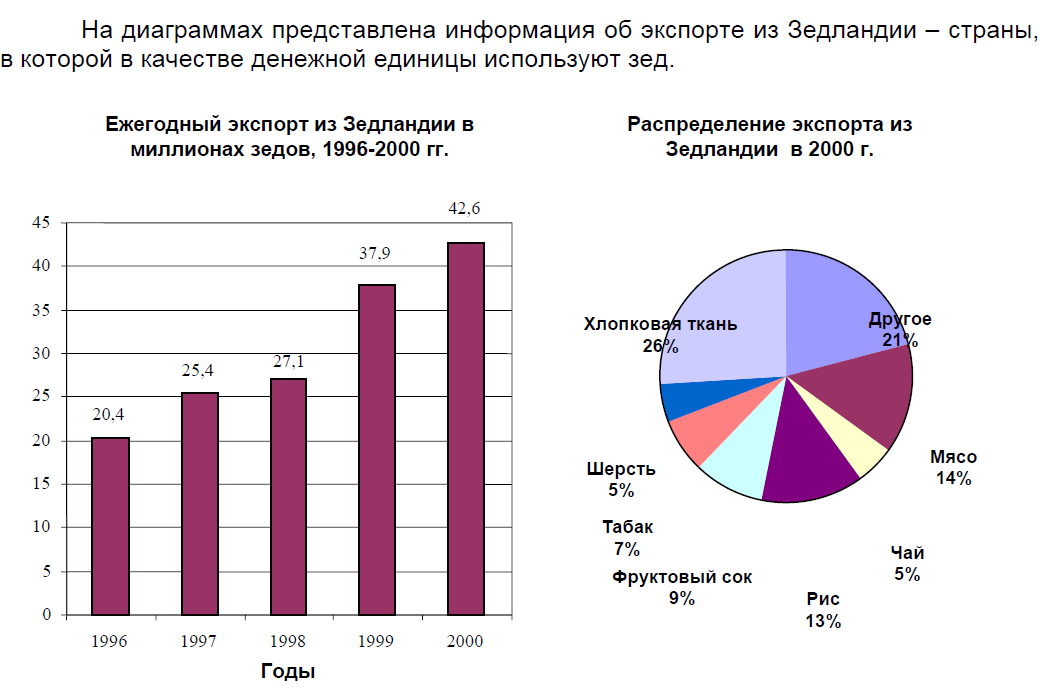 На диаграммах представлена информация об экспорте из Зедландии – страны,
в которой в качестве денежной единицы используют зед.
Ежегодный экспорт из Зедландии в
миллионах зедов, 1996-2000 гг.
45
40
35
30
25
20
15
10
5
0
20,4
25,4
27,1
37,9
42,6
1996
1997
1998
1999
2000
Годы
Распределение экспорта из
Зедландии в 2000 г.
Хлопковая ткань
26%
Другое
21%
Мясо
14%
Шерсть
5%
Табак
7%
Чай
5%
Фруктовый сок
9%
Рис
13%